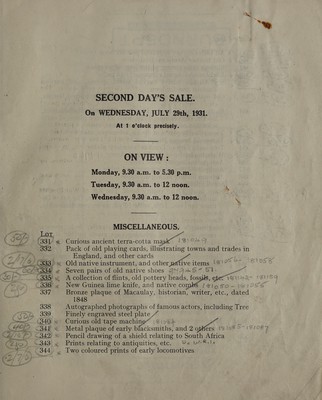 SECOND DAY'S SALE.
On WEDNESDAY, JULY 29th, 1931.
At 1 o'clock precisely.
ON VIEW:
Monday, 9.30 a.m. to 5.30 p.m.
Tuesday, 9.30 a.m. to 12 noon.
Wednesday, 9.30 a.m. to 12 noon.
MISCELLANEOUS.
Lot
331 Curious ancient terra-cotta mask
332 Pack of old playing cards, illustrating towns and trades in
England, and other cards
333 Old native instrument, and other native items
334 Seven pairs of old native shoes
335 A collection of flints, old pottery heads, fossils, etc.
336 New Guinea lime knife, and native combs
337 Bronze plaque of Macaulay, historian, writer, etc., dated
1848
338 Autographed photographs of famous actors, including Tree
339 Finely engraved steel plate
340 Curious old tape machine
341 Metal plaque of early blacksmiths, and 2 others
342 Pencil drawing of a shield relating to South Africa
343 Prints relating to antiquities, etc.
344 Two coloured prints of early locomotives